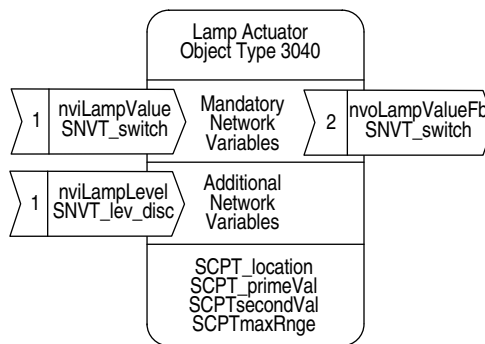 Lamp Actuator
Object Type 3040
1
nviLampValue
SNVT_switch
Mandatory
Network
Variables
2
nvoLampValueFb
SNVT_switch
1
nviLampLevel
SNVT_lev_disc
Additional
Network
Variables
SCPT_location
SCPT_primeVal
SCPTsecondVal
SCPTmaxRnge